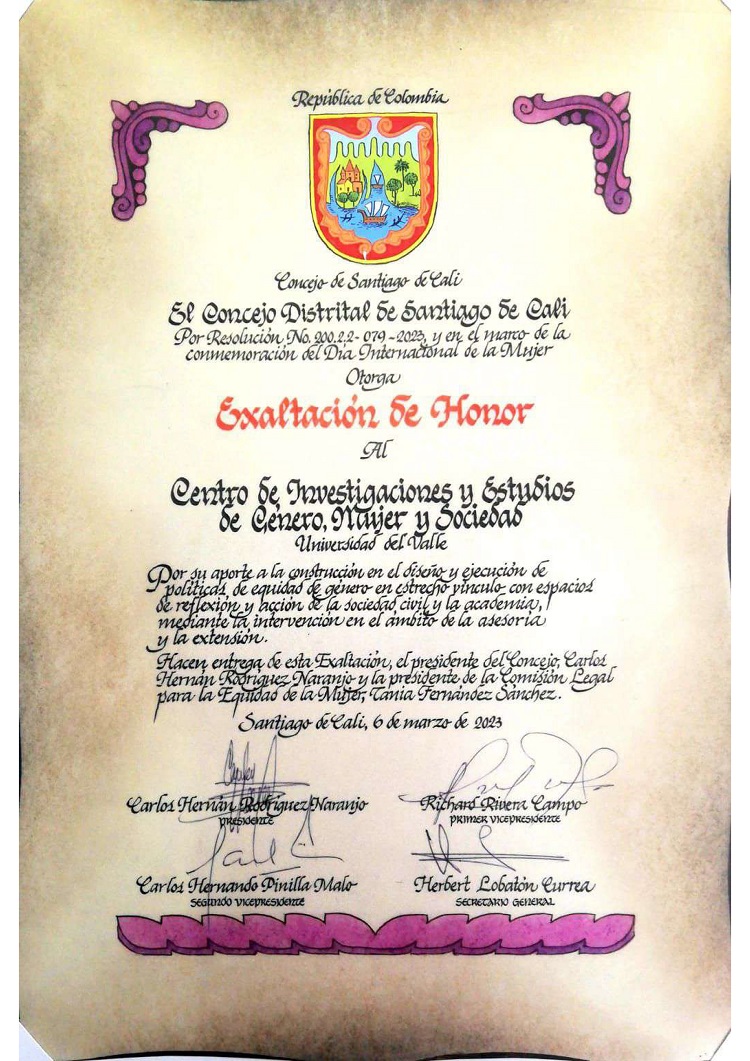 República de Colombia
Concejo de Santiago de Cali
El Concejo Distrital de Santiago de Cali
Por Resolución No. 200.2.2-079-2023, y en el marco de la
conmemoración del Día Internacional de la Mujer
Otorga
Exaltación de Honor
Al
Centro de Investigaciones y Estudios
de Género, Mujer y Sociedad
Universidad del Valle
Por su aporte a la construcción en el diseño y ejecución de
políticas de equidad de género en estrecho vínculo con espacios
de reflexión y acción de la sociedad civil y la academia,
mediante la intervención en el ámbito de la asesoría
y la extensión.
Hacen entrega de esta Exaltación, el presidente del Concejo, Carlos
Hernán Rodríguez Naranjo y la presidente de la Comisión Legal
para la Equidad de la Mujer, Tania Fernández Sánchez.
Santiago de Cali, 6 de marzo de 2023
Carlos Hernán Rodríguez Naranjo
PRESIDENTE
Richard Rivera Campo
PRIMER VICEPRESIDENTE
Carlos Hernando Pinilla Malo
SEGUNDO VICEPRESIDENTE
Herbert Lobatón Currea
SECRETARIO GENERAL